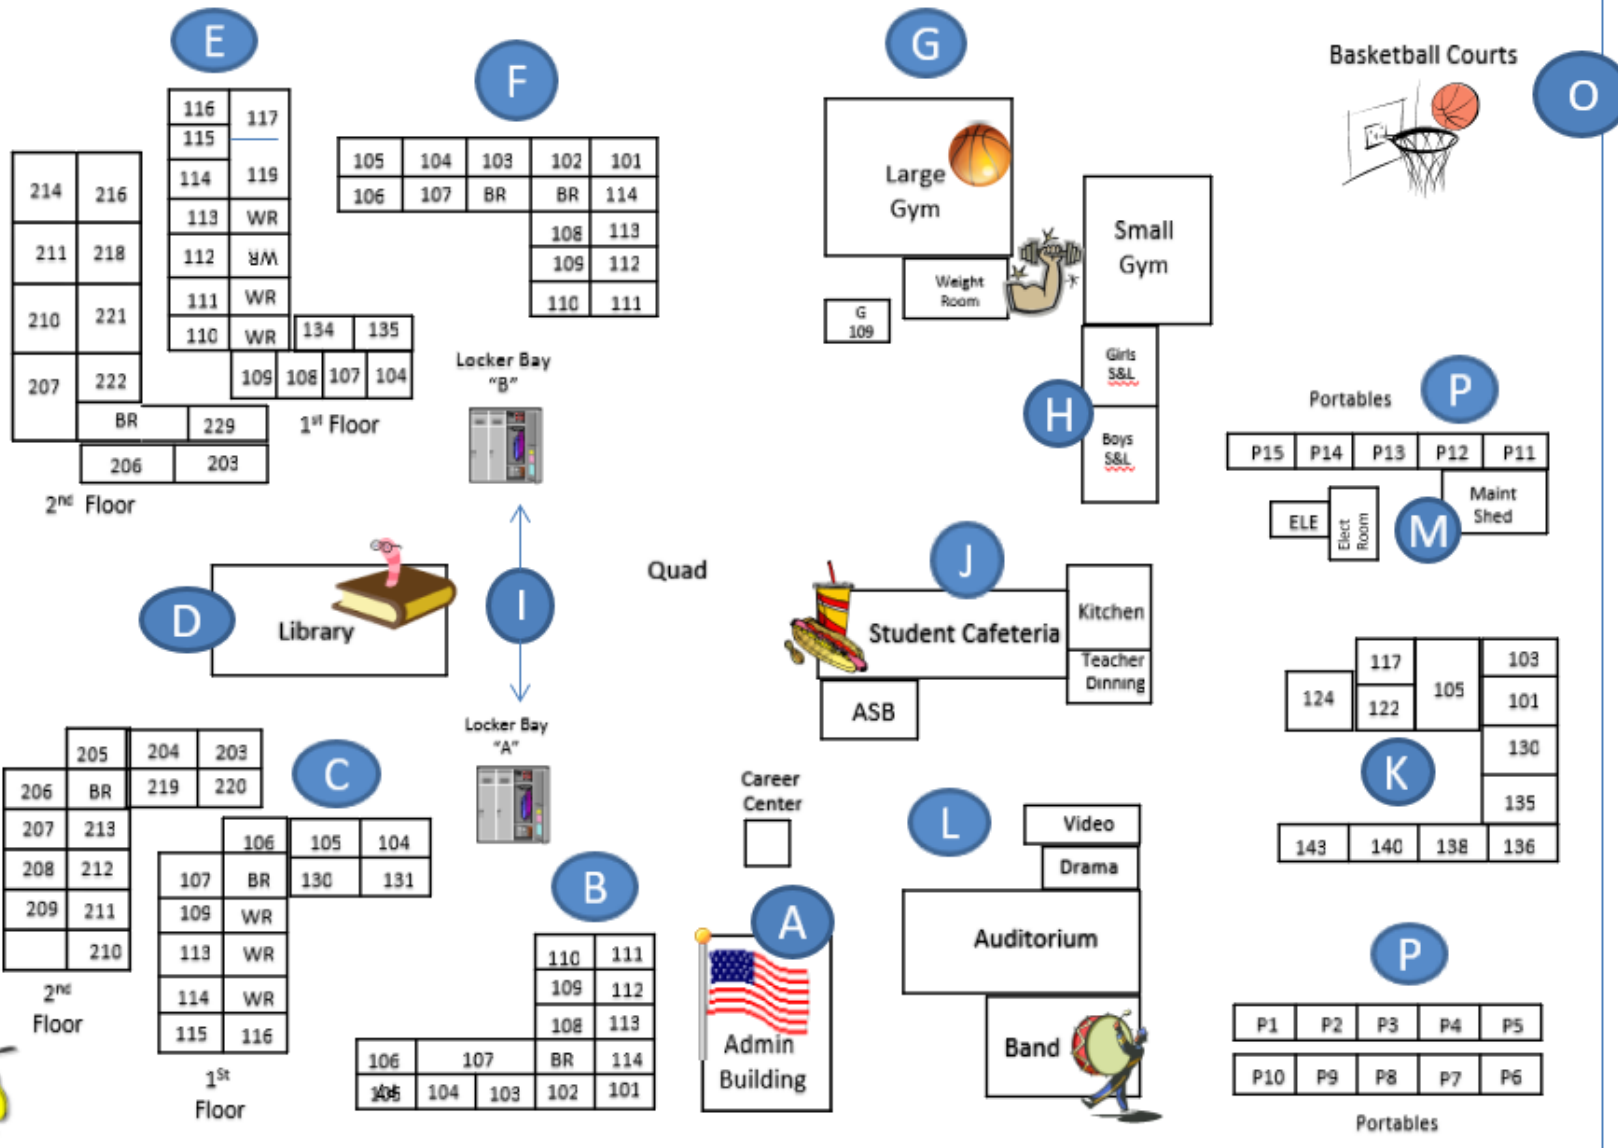 E
F
G
Basketball Courts
O
116
117
115
114
119
113
WR
112
WR
111
WR
110
WR
134
135
109
108
107
104
1st Floor
214
216
211
218
210
221
207
222
BR
229
206
203
2nd Floor
105
104
103
102
101
106
107
BR
BR
114
108
113
109
112
110
111
Large
Gym
Weight
Room
G
109
Small
Gym
Girls
S&L
H
Boys
S&L
Locker Bay
"B"
Portables
P
P15
P14
P13
P12
P11
ELE
Elect
Room
M
Maint
Shed
D
Library
I
Quad
J
Student Cafeteria
Kitchen
Teacher
Dinning
ASB
117
105
103
124
122
101
130
K
135
143
140
138
136
Locker Bay
"A"
C
205
204
203
206
BR
219
220
207
213
208
212
209
211
210
2nd
Floor
106
105
104
107
BR
130
131
109
WR
113
WR
114
WR
115
116
1St
Floor
B
110
111
109
112
108
113
106
107
BR
114
104
103
102
101
Career
Center
A
Admin
Building
L
Video
Drama
Auditorium
Band
P
P1
P2
P3
P4
P5
P10
P9
P8
P7
P6
Portables